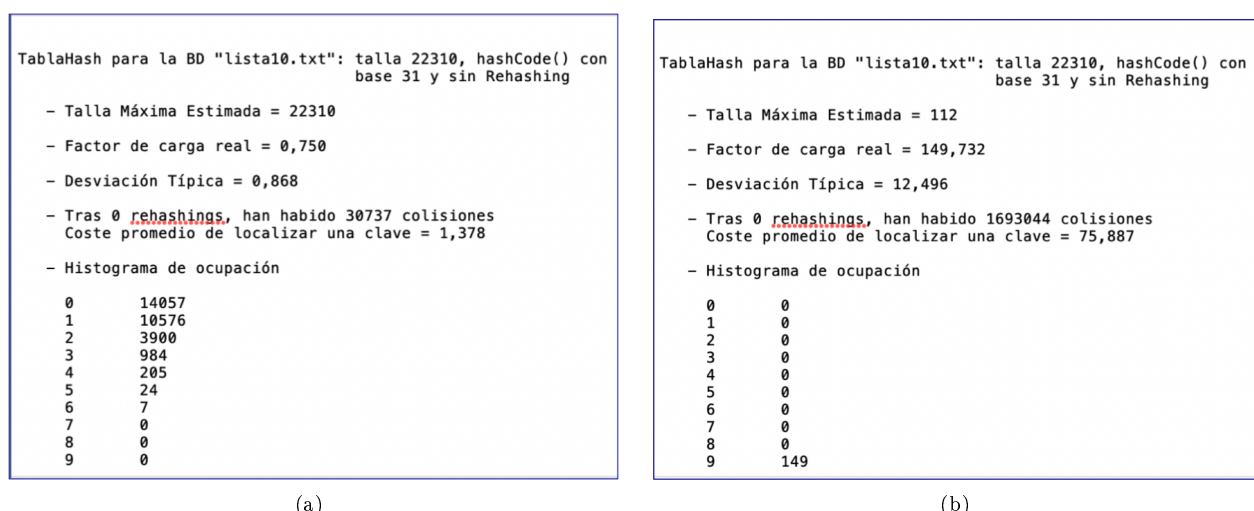 TablaHash para la BD "lista10.txt": talla 22310, hashCode() con
base 31 y sin Rehashing
– Talla Máxima Estimada = 22310
– Factor de carga real = 0,750
– Desviación Típica = 0,868
– Tras 0 rehashings, han habido 30737 colisiones
Coste promedio de localizar una clave = 1,378
– Histograma de ocupación
0 14057
1 10576
2 3900
3 984
4 205
5 24
6 7
7 0
8 0
9 0
(a)
TablaHash para la BD "lista10.txt": talla 22310, hashCode() con
base 31 y sin Rehashing
– Talla Máxima Estimada = 112
– Factor de carga real = 149,732
– Desviación Típica = 12,496
– Tras 0 rehashings, han habido 1693044 colisiones
Coste promedio de localizar una clave = 75,887
– Histograma de ocupación
0 0
1 0
2 0
3 0
4 0
5 0
6 0
7 0
8 0
9 149
(b)